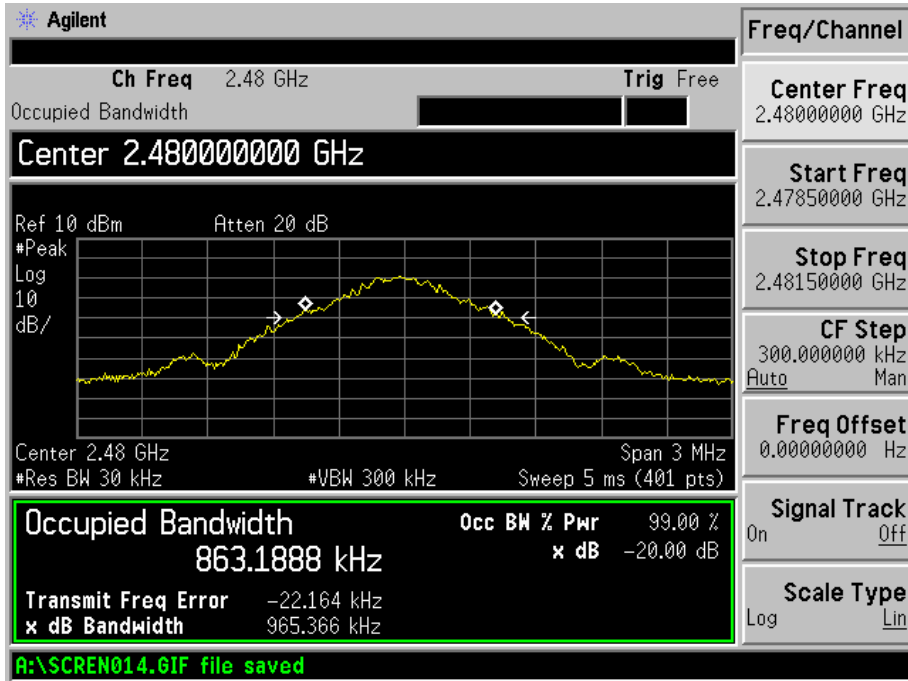 Agilent
Freq/Channel
Ch Freq 2.48 GHz Trig Free
Occupied Bandwidth
Center 2.480000000 GHz
Ref 10 dBm Atten 20 dB
#Peak
Log
10
dB/
Center 2.48 GHz Span 3 MHz
#Res BW 30 kHz #VBW 300 kHz Sweep 5 ms (401 pts)
Occupied Bandwidth Occ BW % Pwr 99.00 %
863.1888 kHz x dB -20.00 dB
Transmit Freq Error -22.164 kHz
x dB Bandwidth 965.366 kHz
A:\SCREN014.GIF file saved
Center Freq
2.48000000 GHz
Start Freq
2.47850000 GHz
Stop Freq
2.48150000 GHz
CF Step
300.000000 kHz
Auto Man
Freq Offset
0.00000000 Hz
Signal Track
On Off
Scale Type
Log Lin